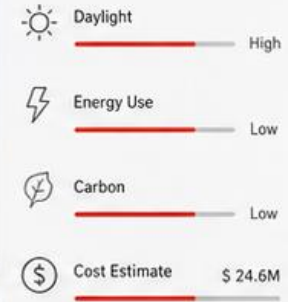 Daylight
High
Energy Use
Low
Carbon
Low
Cost Estimate $ 24.6M